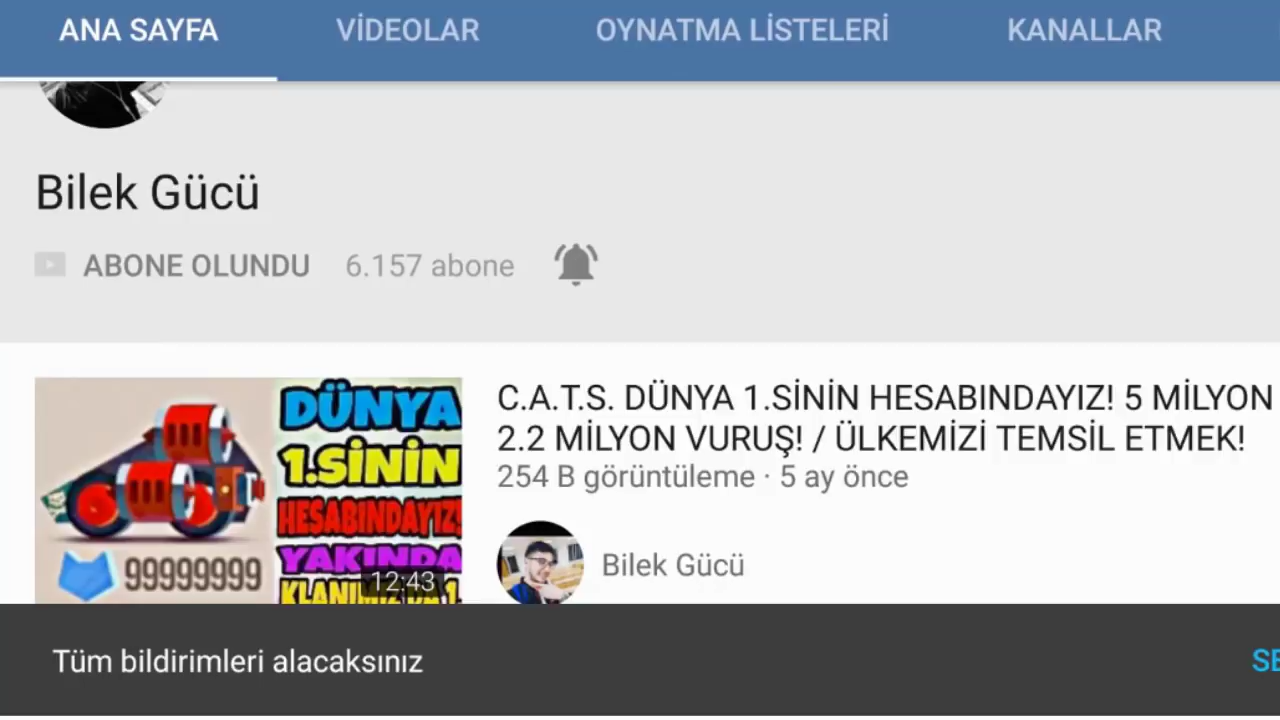 ANA SAYFA VİDEOLAR OYNATMA LİSTELERİ KANALLAR
Bilek Gücü
ABONE OLUNDU 6.157 abone
DÜNYA
1.SİNİN
HESABINDAYIZ!
YAKINDA
99999999
12:43
C.A.T.S. DÜNYA 1.SİNİN HESABINDAYIZ! 5 MİLYON
2.2 MİLYON VURUŞ! / ÜLKEMİZİ TEMSİL ETMEK!
254 B görüntüleme · 5 ay önce
Bilek Gücü
Tüm bildirimleri alacaksınız